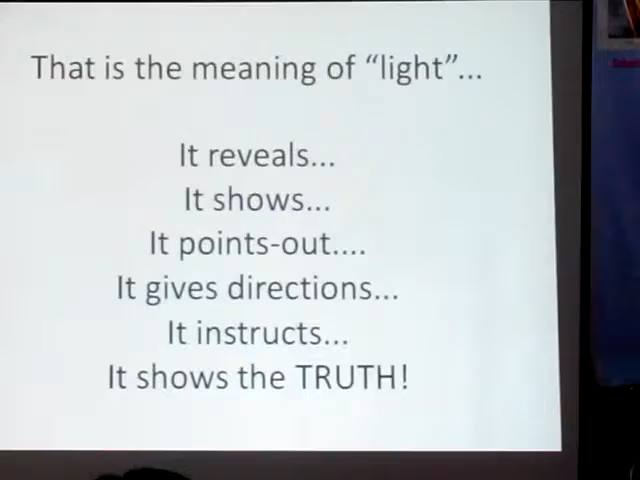 That is the meaning of “light”...
It reveals...
It shows...
It points-out....
It gives directions...
It instructs...
It shows the TRUTH!